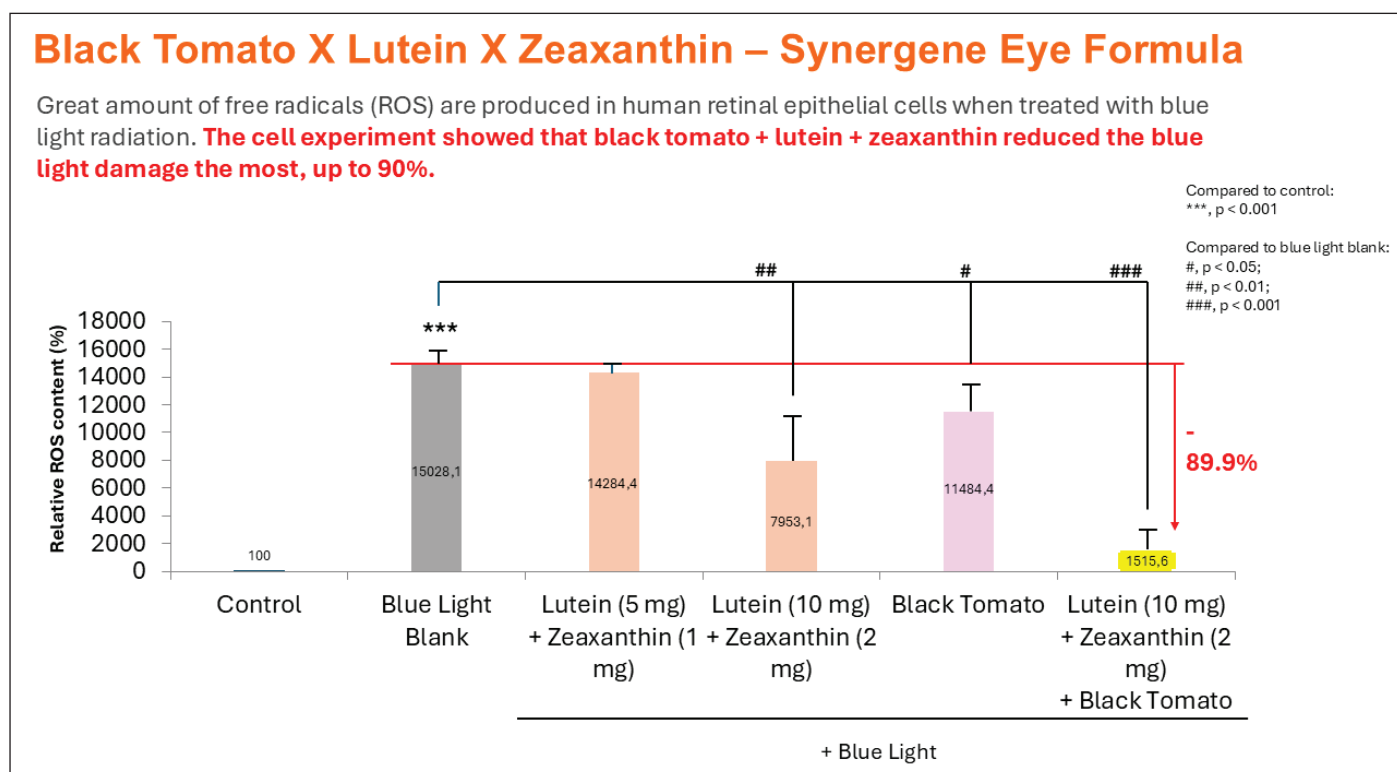 Black Tomato X Lutein X Zeaxanthin – Synergene Eye Formula
Great amount of free radicals (ROS) are produced in human retinal epithelial cells when treated with blue
light radiation. The cell experiment showed that black tomato + lutein + zeaxanthin reduced the blue
light damage the most, up to 90%.
Compared to control:
***, p < 0.001
Compared to blue light blank:
#, p < 0.05;
##, p < 0.01;
###, p < 0.001
##
#
###
***
Relative ROS content (%)
18000
16000
14000
12000
10000
8000
6000
4000
2000
0
100
15028,1
14284,4
7953,1
11484,4
1515,6
-
89.9%
Control
Blue Light
Blank
Lutein (5 mg)
+ Zeaxanthin (1
mg)
Lutein (10 mg)
+ Zeaxanthin (2
mg)
Black Tomato
Lutein (10 mg)
+ Zeaxanthin (2
mg)
+ Black Tomato
+ Blue Light